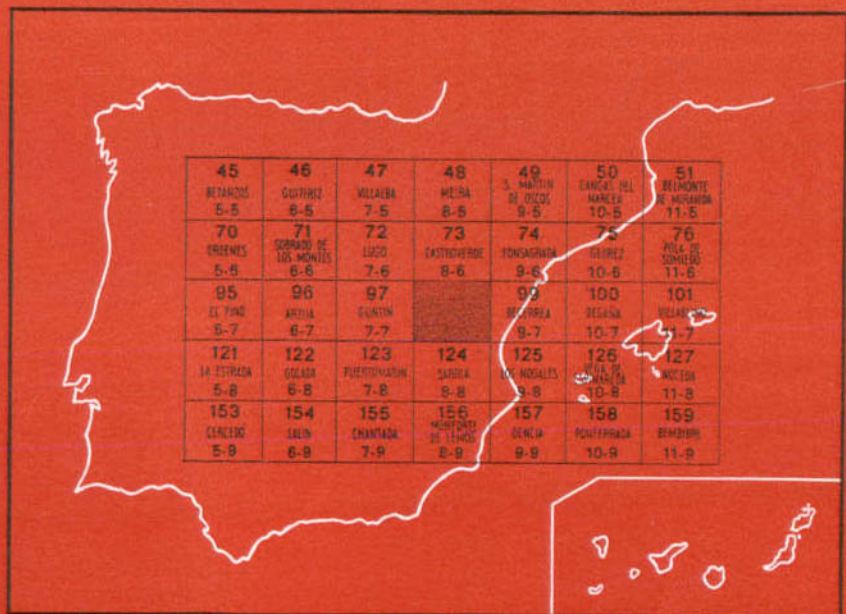 45 46 47 48 49 50 51
BETANZOS GUITIRIZ VILLALBA MEIRA S. MARTIN DE OSCOS CANGAS DEL NARCEA BELMONTE DE MIRANDA
5-5 6-5 7-5 8-5 9-5 10-5 11-5
70 71 72 73 74 75 76
ORDENES SOBRADO DE LOS MONTES LUGO CASTROVERDE FONSAGRADA GEDREZ POLA DE SOMIEDO
5-6 6-6 7-6 8-6 9-6 10-6 11-6
95 96 97 99 100 101
EL PINO ARZUA GUNTIN BECERREA DEGAÑA
6-7 6-7 7-7 9-7 10-7 11-7
121 122 123 124 125 126 127
LA ESTRADA GOLADA PUERTOMARIN SARRIA LOS NOGALES VEGA DE NOCEDA
5-8 6-8 7-8 8-8 9-8 10-8 11-8
153 154 155 156 157 158 159
CERCEDO LALIN CHANTADA MONFORTE DE LEMOS OENCIA PONFERRADA BEMBIBRE
5-9 6-9 7-9 8-9 9-9 10-9 11-9